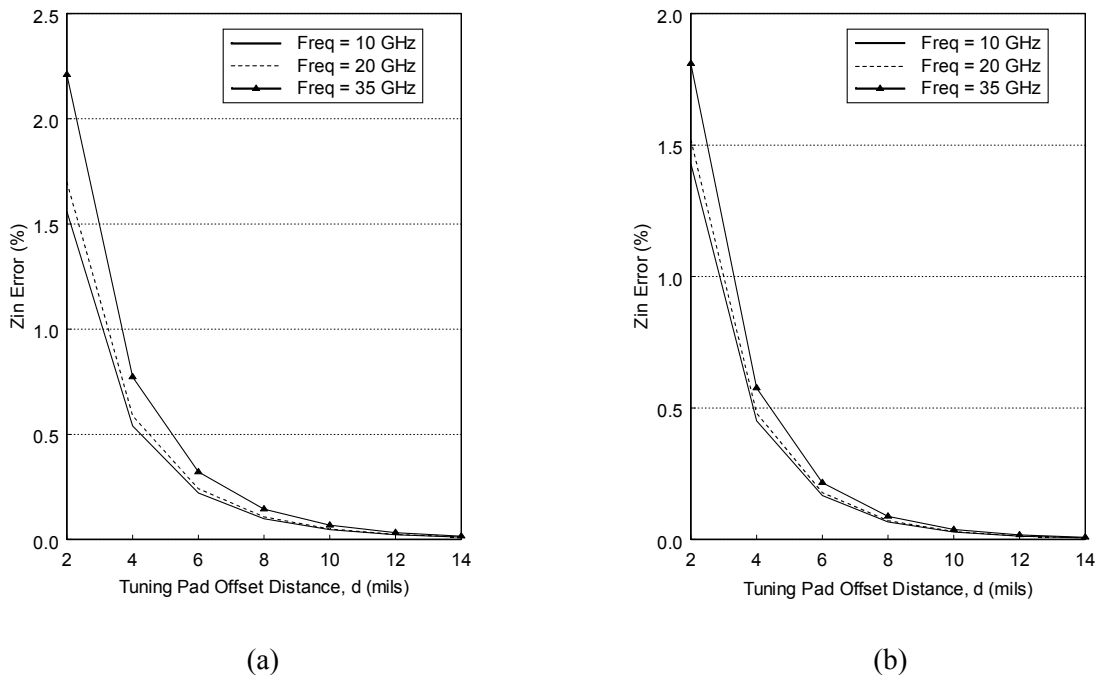 2.5
2.0
1.5
1.0
0.5
0.0
Zin Error (%)
Freq = 10 GHz
Freq = 20 GHz
Freq = 35 GHz
2 4 6 8 10 12 14
Tuning Pad Offset Distance, d (mils)
(a)
2.0
1.5
1.0
0.5
0.0
Zin Error (%)
Freq = 10 GHz
Freq = 20 GHz
Freq = 35 GHz
2 4 6 8 10 12 14
Tuning Pad Offset Distance, d (mils)
(b)